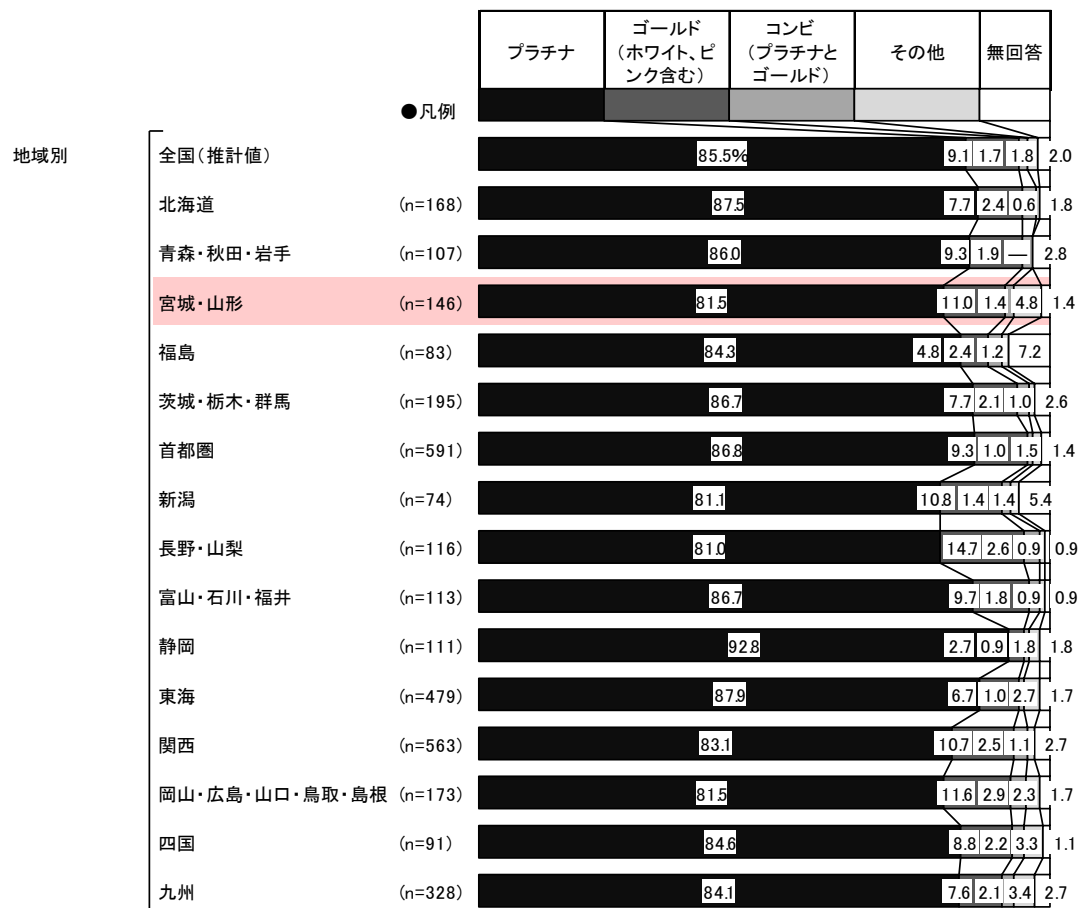 プラチナ
ゴールド
(ホワイト、ピ
ンク含む)
コンビ
(プラチナと
ゴールド)
その他
無回答
●凡例
地域別
全国(推計値) 85.5% 9.1 1.7 1.8 2.0
北海道 (n=168) 87.5 7.7 2.4 0.6 1.8
青森・秋田・岩手 (n=107) 86.0 9.3 1.9 — 2.8
宮城・山形 (n=146) 81.5 11.0 1.4 4.8 1.4
福島 (n=83) 84.3 4.8 2.4 1.2 7.2
茨城・栃木・群馬 (n=195) 86.7 7.7 2.1 1.0 2.6
首都圏 (n=591) 86.8 9.3 1.0 1.5 1.4
新潟 (n=74) 81.1 10.8 1.4 1.4 5.4
長野・山梨 (n=116) 81.0 14.7 2.6 0.9 0.9
富山・石川・福井 (n=113) 86.7 9.7 1.8 0.9 0.9
静岡 (n=111) 92.8 2.7 0.9 1.8 1.8
東海 (n=479) 87.9 6.7 1.0 2.7 1.7
関西 (n=563) 83.1 10.7 2.5 1.1 2.7
岡山・広島・山口・鳥取・島根 (n=173) 81.5 11.6 2.9 2.3 1.7
四国 (n=91) 84.6 8.8 2.2 3.3 1.1
九州 (n=328) 84.1 7.6 2.1 3.4 2.7